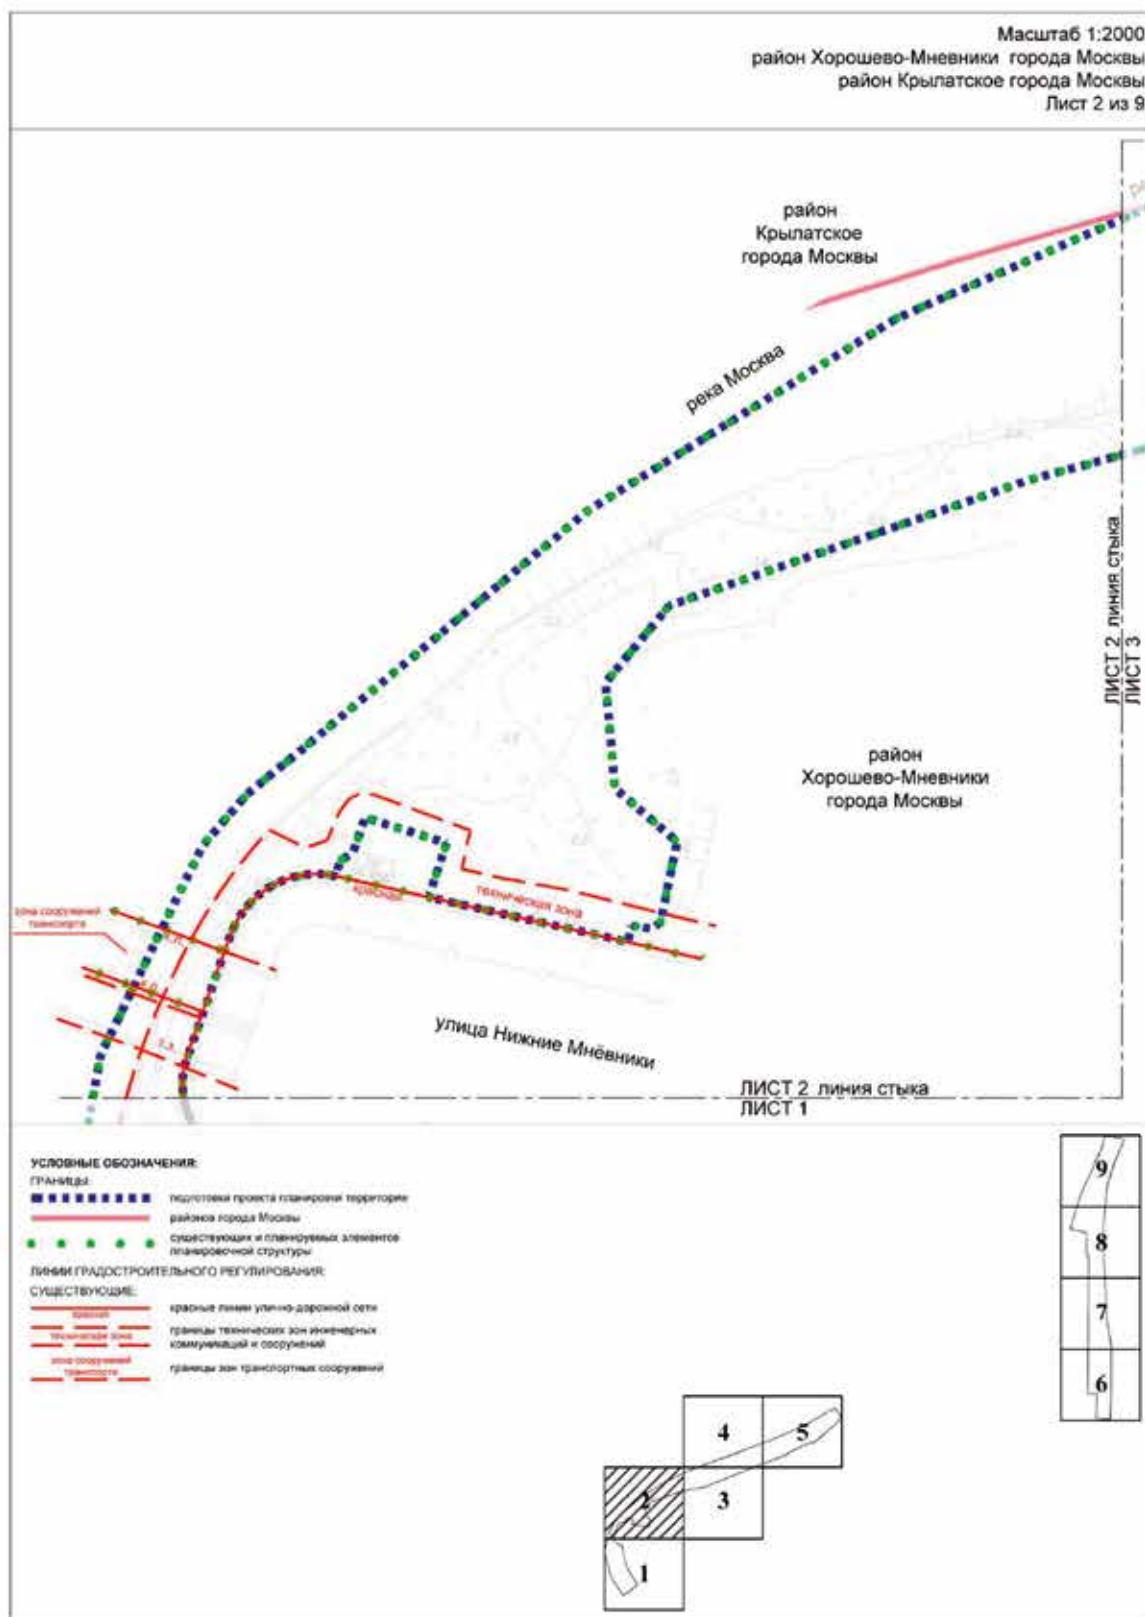 Масштаб 1:2000
район Хорошево-Мневники города Москвы
район Крылатское города Москвы
Лист 2 из 9
район
Крылатское
города Москвы
река Москва
ЛИСТ 2 линия стыка
ЛИСТ 3
район
Хорошево-Мневники
города Москвы
красная
техническая зона
зона сооружений
транспорта
улица Нижние Мнёвники
ЛИСТ 2 линия стыка
ЛИСТ 1
УСЛОВНЫЕ ОБОЗНАЧЕНИЯ:
ГРАНИЦЫ:
подготовки проекта планировки территории
районов города Москвы
существующих и планируемых элементов
планировочной структуры
ЛИНИИ ГРАДОСТРОИТЕЛЬНОГО РЕГУЛИРОВАНИЯ:
СУЩЕСТВУЮЩИЕ:
красная
красные линии улично-дорожной сети
техническая зона
границы технических зон инженерных
коммуникаций и сооружений
зона сооружений
транспорта
границы зон транспортных сооружений
9
8
7
6
4
5
2
3
1